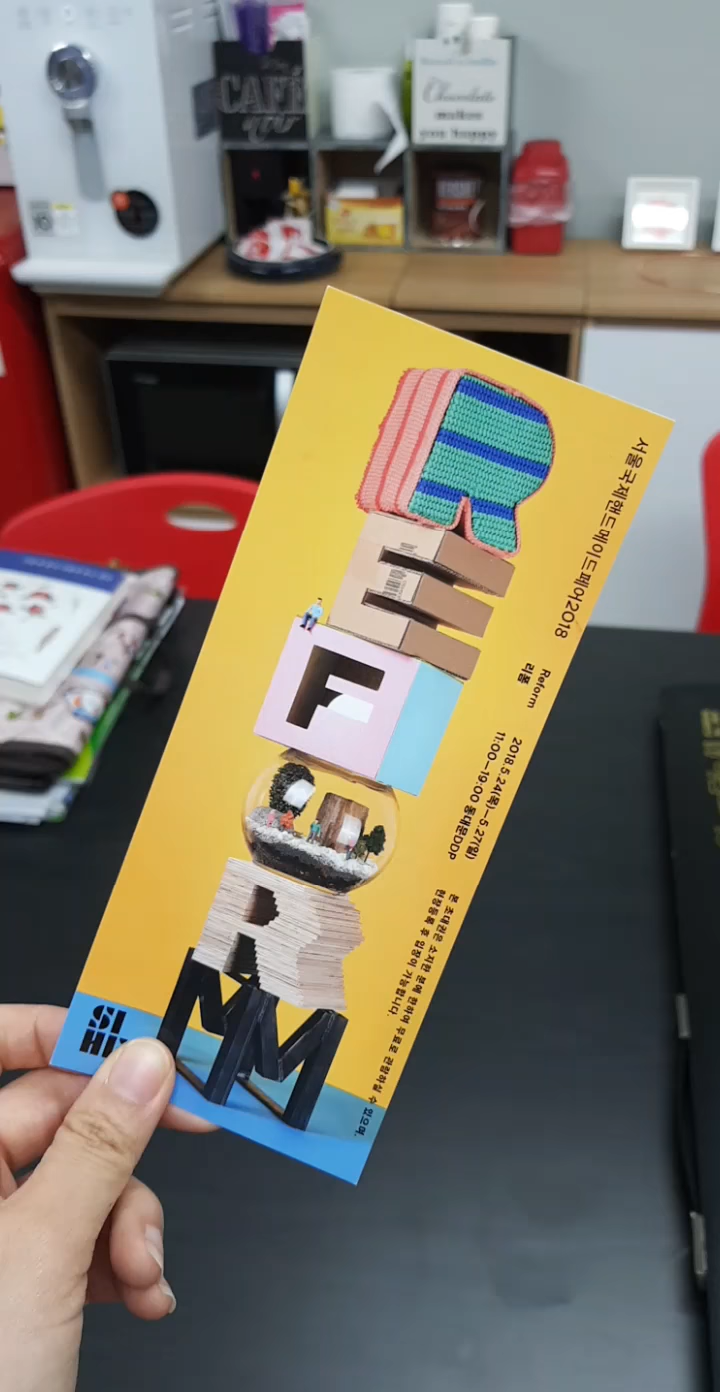 CAFÉ
Chocolate
makes
you happy
REFORM
서울국제핸드메이드페어2018
Reform
리폼
2018.5.24(목)–5.27(일)
11:00–19:00 동대문DDP
본 초대권은 소지한 분에 한하여 무료로 관람하실 수 있으며,
현장등록 후 입장이 가능합니다.
SI